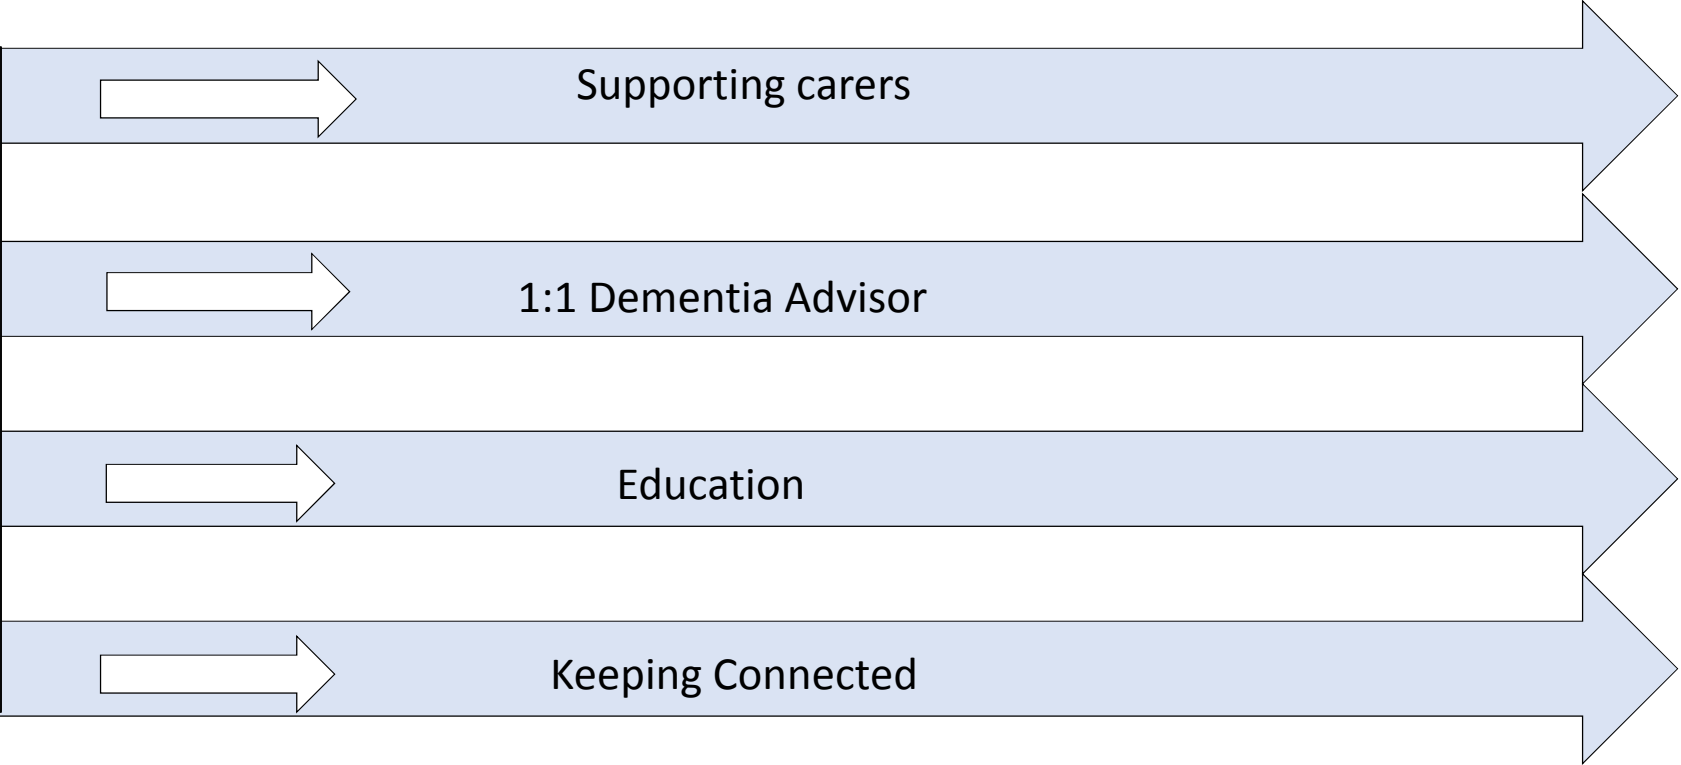 Supporting carers
1:1 Dementia Advisor
Education
Keeping Connected